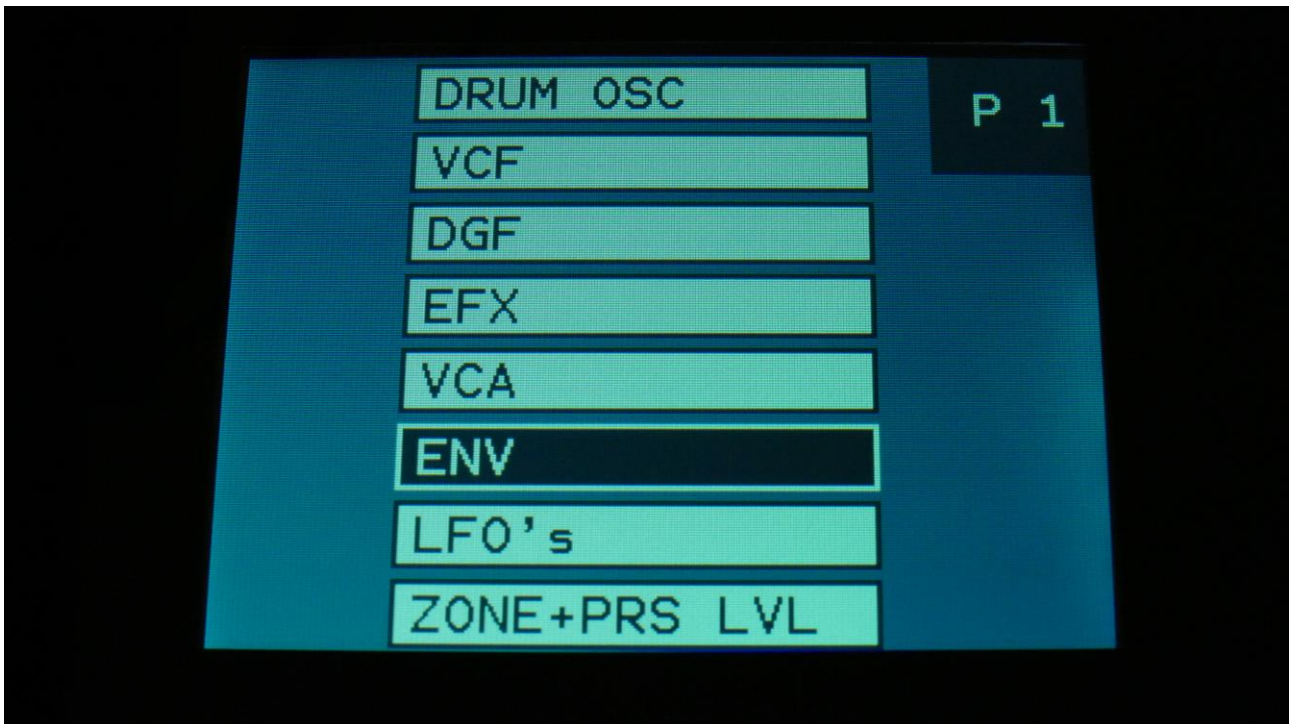 DRUM OSC
P 1
VCF
DGF
EFX
VCA
ENV
LFO's
ZONE+PRS LVL